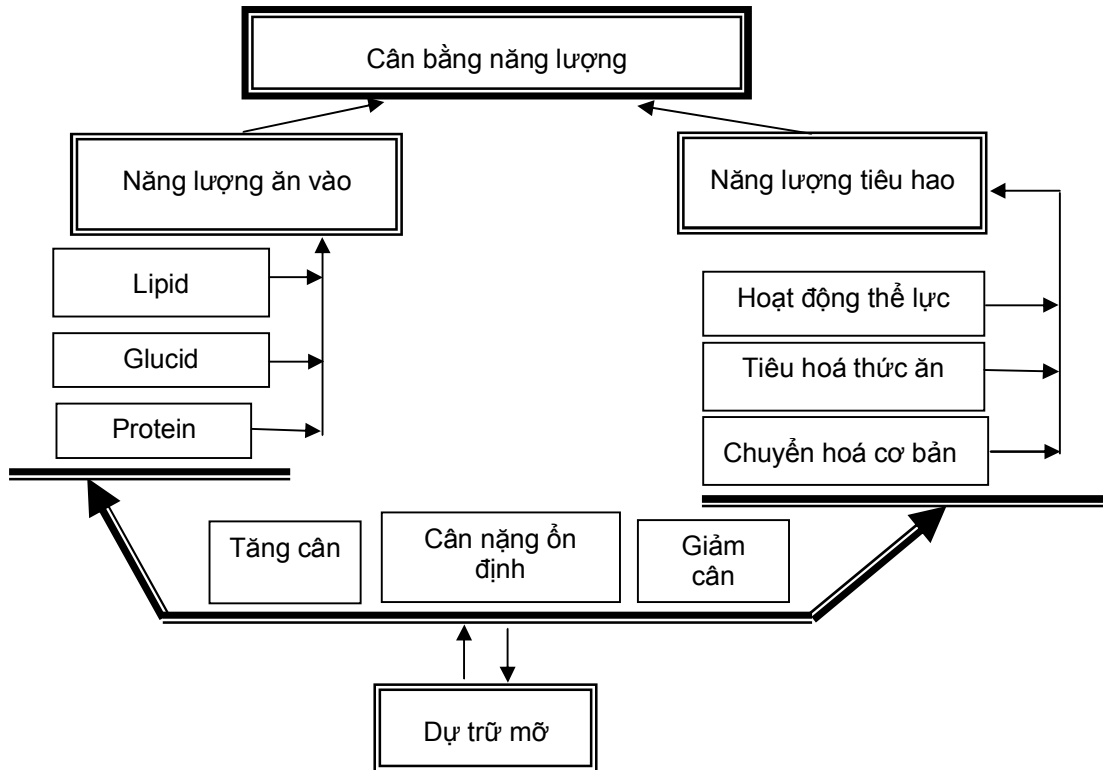 Cân bằng năng lượng
Năng lượng ăn vào
Năng lượng tiêu hao
Lipid
Glucid
Protein
Hoạt động thể lực
Tiêu hoá thức ăn
Chuyển hoá cơ bản
Tăng cân
Cân nặng ổn
định
Giảm
cân
Dự trữ mỡ